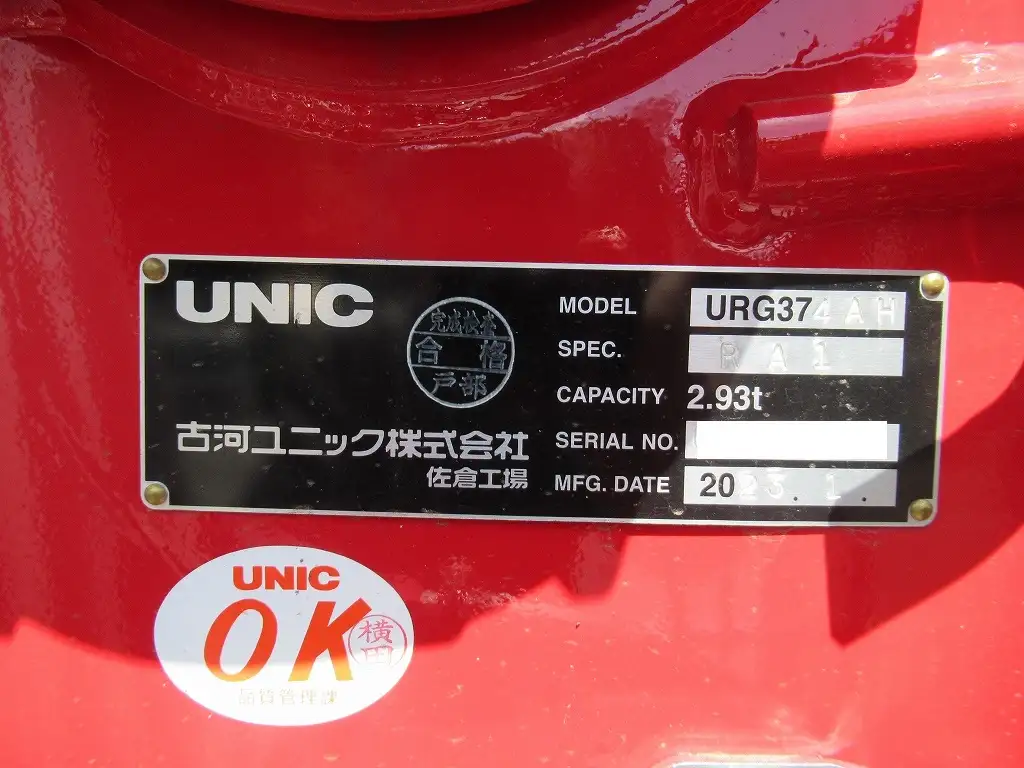 UNIC
完成検査
合格
戸部
古河ユニック株式会社
佐倉工場
MODEL URG374AH
SPEC. RA1
CAPACITY 2.93t
SERIAL NO.
MFG. DATE 2023.1.
UNIC
OK
横田
品質管理課